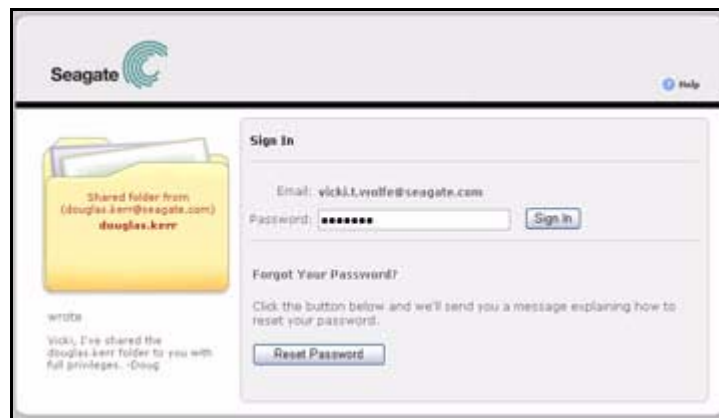 Seagate
Help
Shared folder from
(douglas.kerr@seagate.com)
douglas.kerr
wrote
Vicki, I've shared the
douglas.kerr folder to you with
full privileges. -Doug
Sign In
Email: vicki.t.wolfe@seagate.com
Password: •••••••
Sign In
Forgot Your Password?
Click the button below and we'll send you a message explaining how to
reset your password.
Reset Password